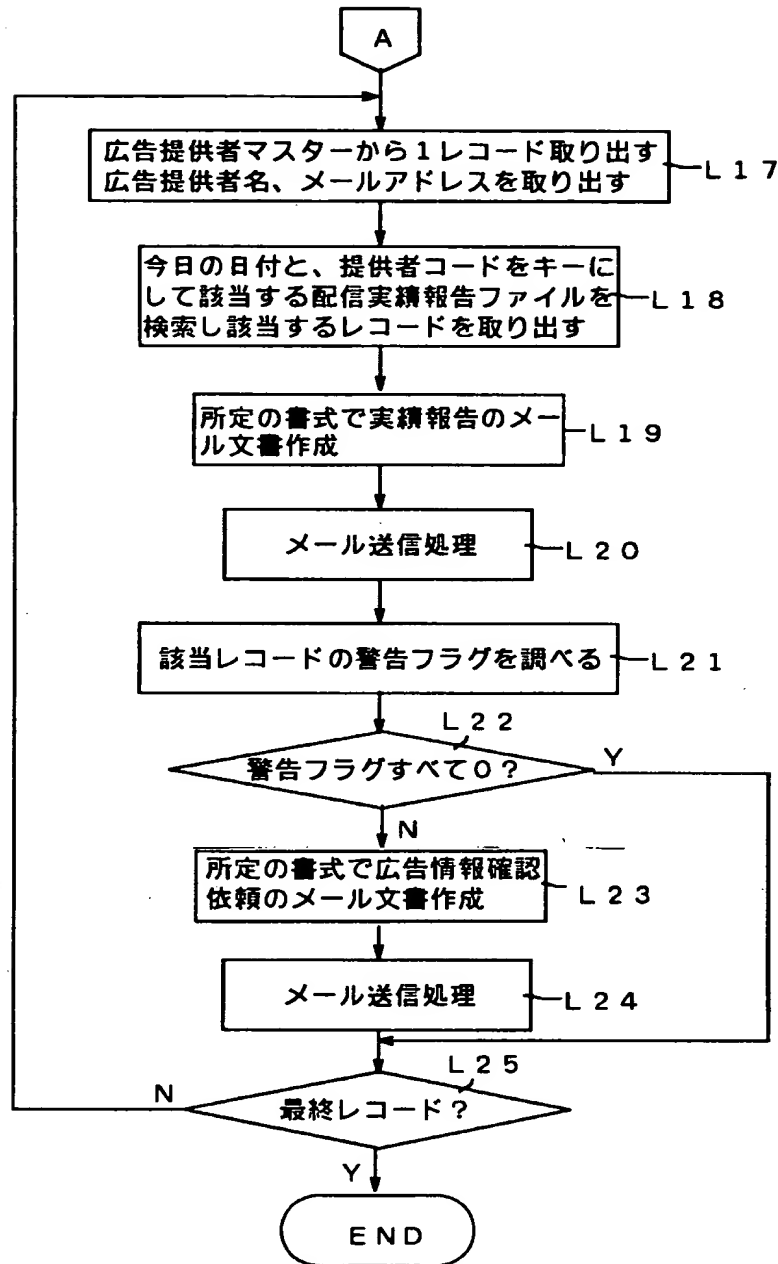 A
広告提供者マスターから1レコード取り出す
広告提供者名、メールアドレスを取り出す
L17
今日の日付と、提供者コードをキーに
して該当する配信実績報告ファイルを
検索し該当するレコードを取り出す
L18
所定の書式で実績報告のメー
ル文書作成
L19
メール送信処理
L20
該当レコードの警告フラグを調べる
L21
L22
警告フラグすべて0?
Y
N
所定の書式で広告情報確認
依頼のメール文書作成
L23
メール送信処理
L24
L25
N
最終レコード?
Y
END